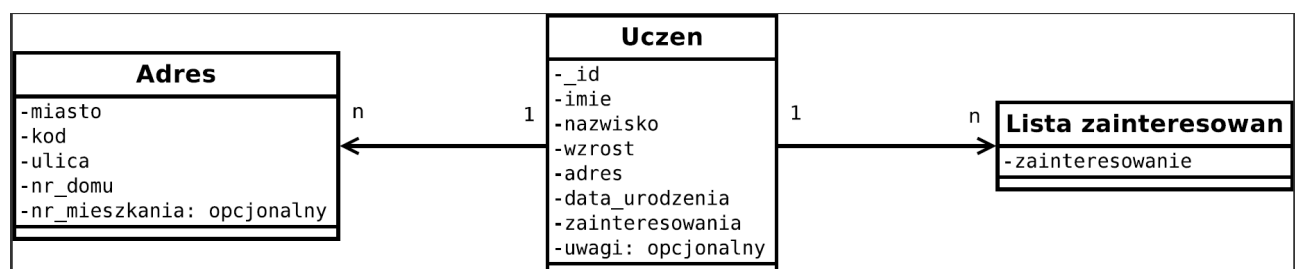 Adres
-miasto
-kod
-ulica
-nr_domu
-nr_mieszkania: opcjonalny
n
1
Uczen
-_id
-imie
-nazwisko
-wzrost
-adres
-data_urodzenia
-zainteresowania
-uwagi: opcjonalny
1
n
Lista zainteresowan
-zainteresowanie